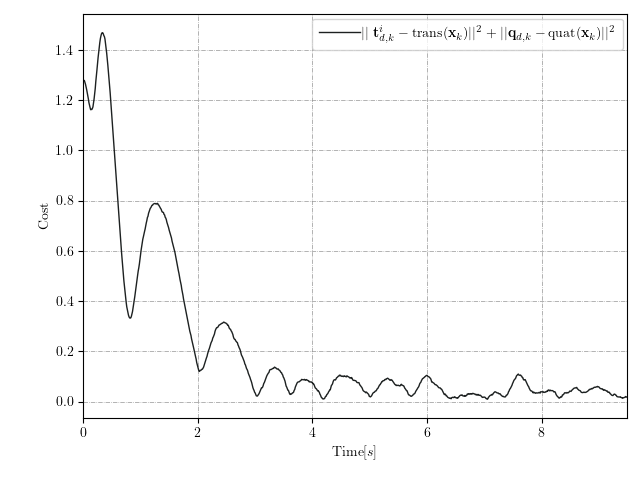 || t^i_{d,k} − trans(x_k)||^2 + ||q_{d,k} − quat(x_k)||^2
1.4
1.2
1.0
0.8
0.6
0.4
0.2
0.0
Cost
0 2 4 6 8
Time[s]